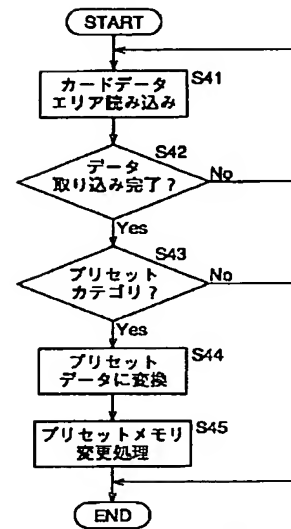 START
カードデータ
エリア読み込み
S41
データ
取り込み完了？
S42
No
Yes
プリセット
カテゴリ？
S43
No
Yes
プリセット
データに変換
S44
プリセットメモリ
変更処理
S45
END